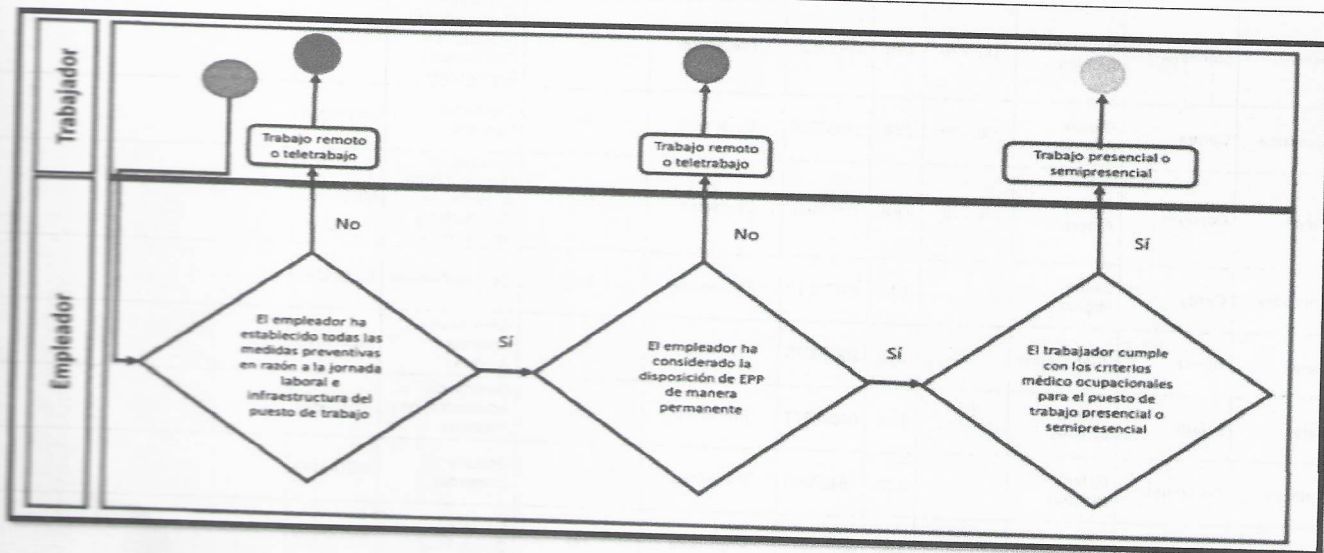 Trabajador
Trabajo remoto
o teletrabajo
Trabajo remoto
o teletrabajo
Trabajo presencial o
semipresencial
Empleador
No
No
Sí
El empleador ha
establecido todas las
medidas preventivas
en razón a la jornada
laboral e
infraestructura del
puesto de trabajo
Sí
El empleador ha
considerado la
disposición de EPP
de manera
permanente
Sí
El trabajador cumple
con los criterios
médico ocupacionales
para el puesto de
trabajo presencial o
semipresencial